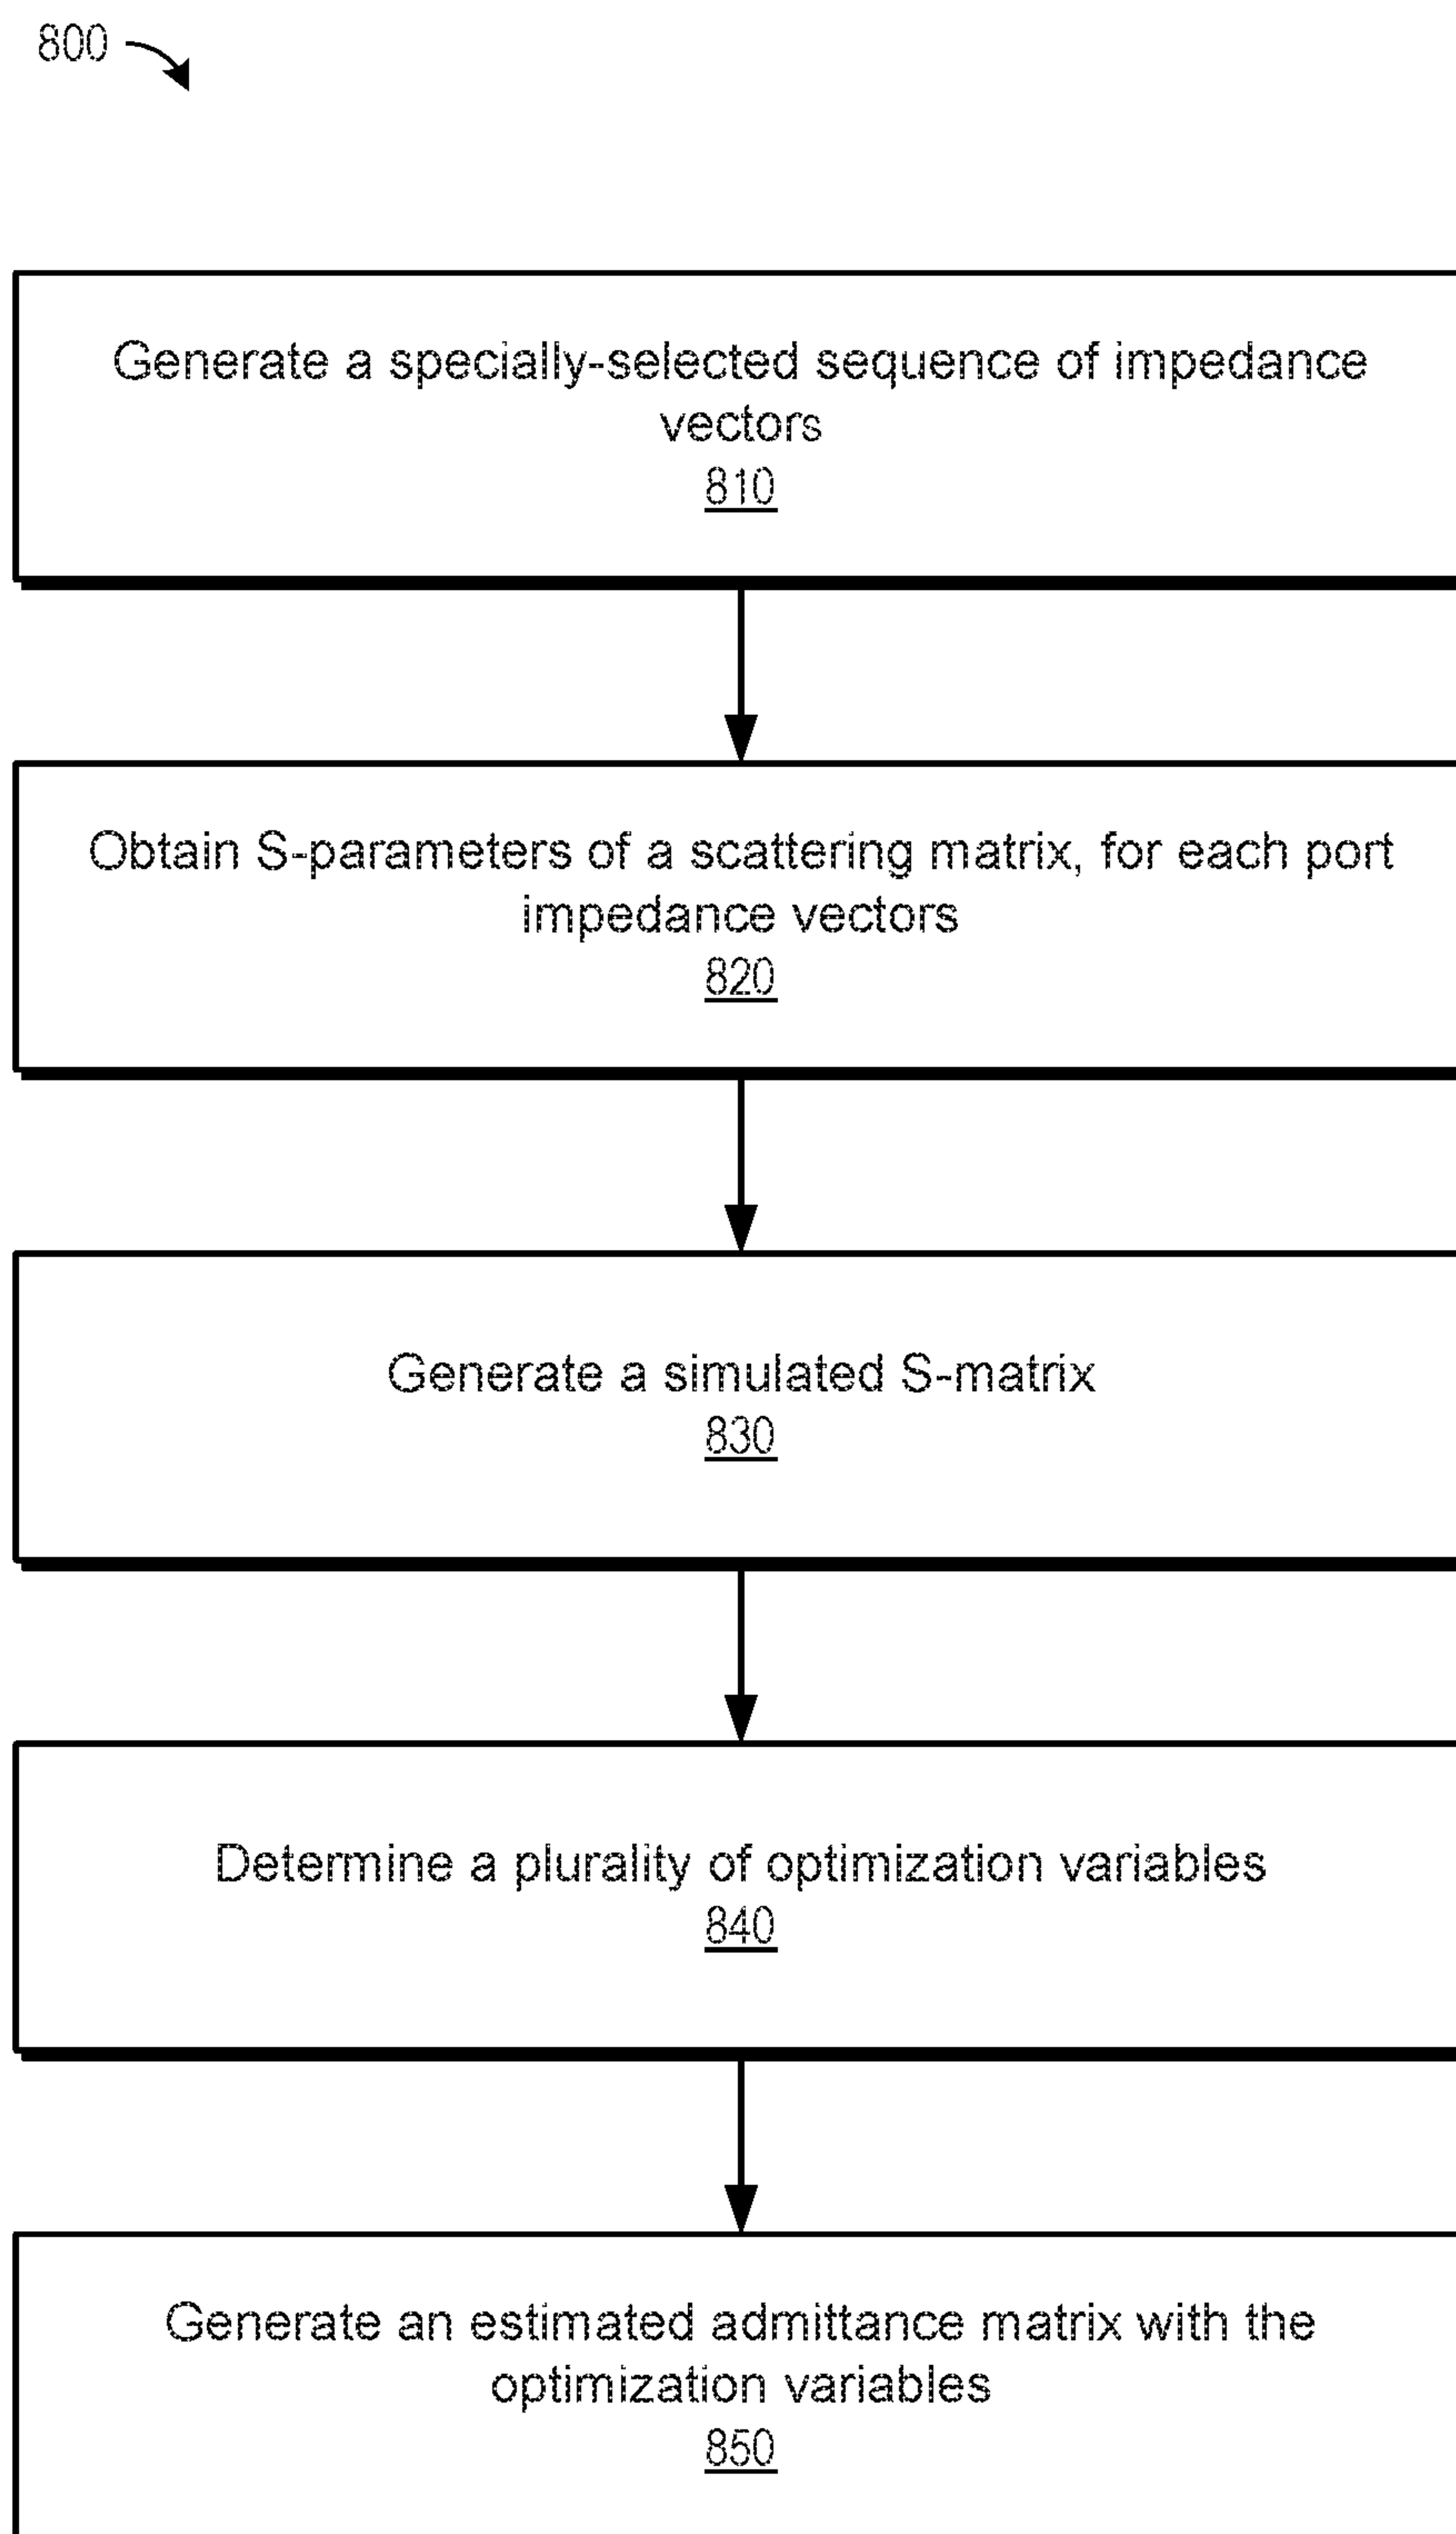 800
Generate a specially-selected sequence of impedance
vectors
810
Obtain S-parameters of a scattering matrix, for each port
impedance vectors
820
Generate a simulated S-matrix
830
Determine a plurality of optimization variables
840
Generate an estimated admittance matrix with the
optimization variables
850